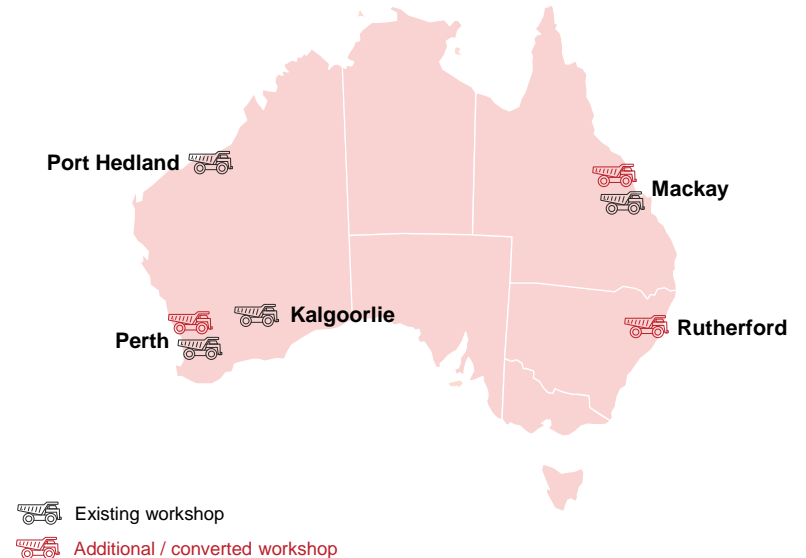 Port Hedland
Mackay
Kalgoorlie
Rutherford
Perth
Existing workshop
Additional / converted workshop